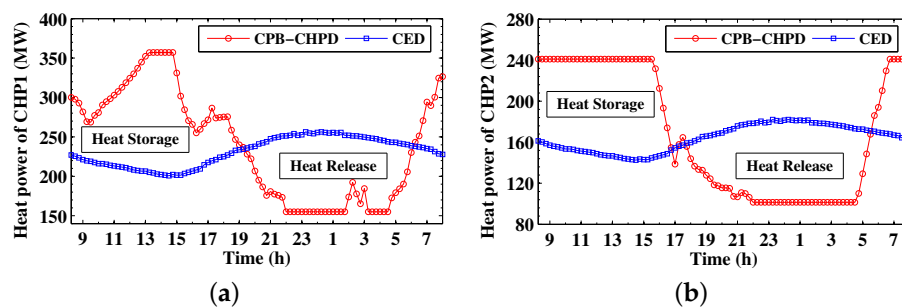 CPB-CHPD CED
Heat Storage
Heat Release
Heat power of CHP1 (MW)
400
350
300
250
200
150
9 11 13 15 17 19 21 23 1 3 5 7
Time (h)
(a)
CPB-CHPD CED
Heat Storage
Heat Release
Heat power of CHP2 (MW)
280
240
200
160
120
80
9 11 13 15 17 19 21 23 1 3 5 7
Time (h)
(b)